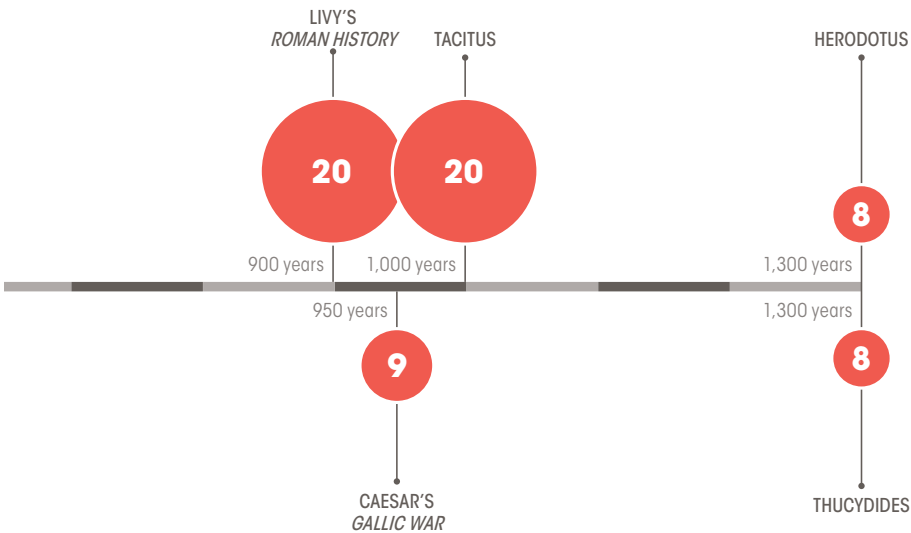 LIVY'S
ROMAN HISTORY
TACITUS
HERODOTUS
20
20
8
900 years
1,000 years
1,300 years
950 years
1,300 years
9
8
CAESAR'S
GALLIC WAR
THUCYDIDES